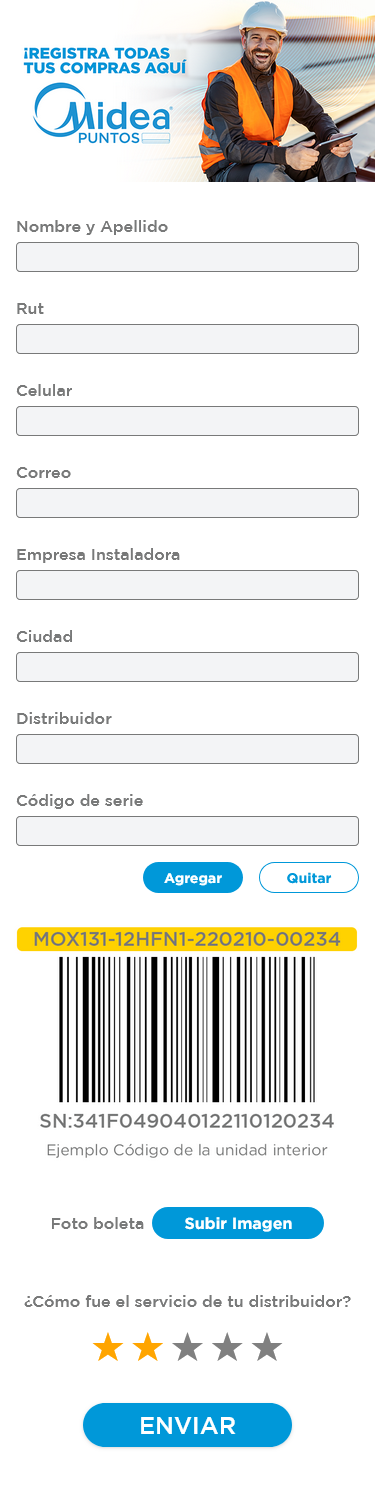 ¡REGISTRA TODAS
TUS COMPRAS AQUÍ
Midea
PUNTOS
Nombre y Apellido
Rut
Celular
Correo
Empresa Instaladora
Ciudad
Distribuidor
Código de serie
Agregar Quitar
MOX131-12HFN1-220210-00234
SN:341F049040122110120234
Ejemplo Código de la unidad interior
Foto boleta Subir Imagen
¿Cómo fue el servicio de tu distribuidor?
ENVIAR